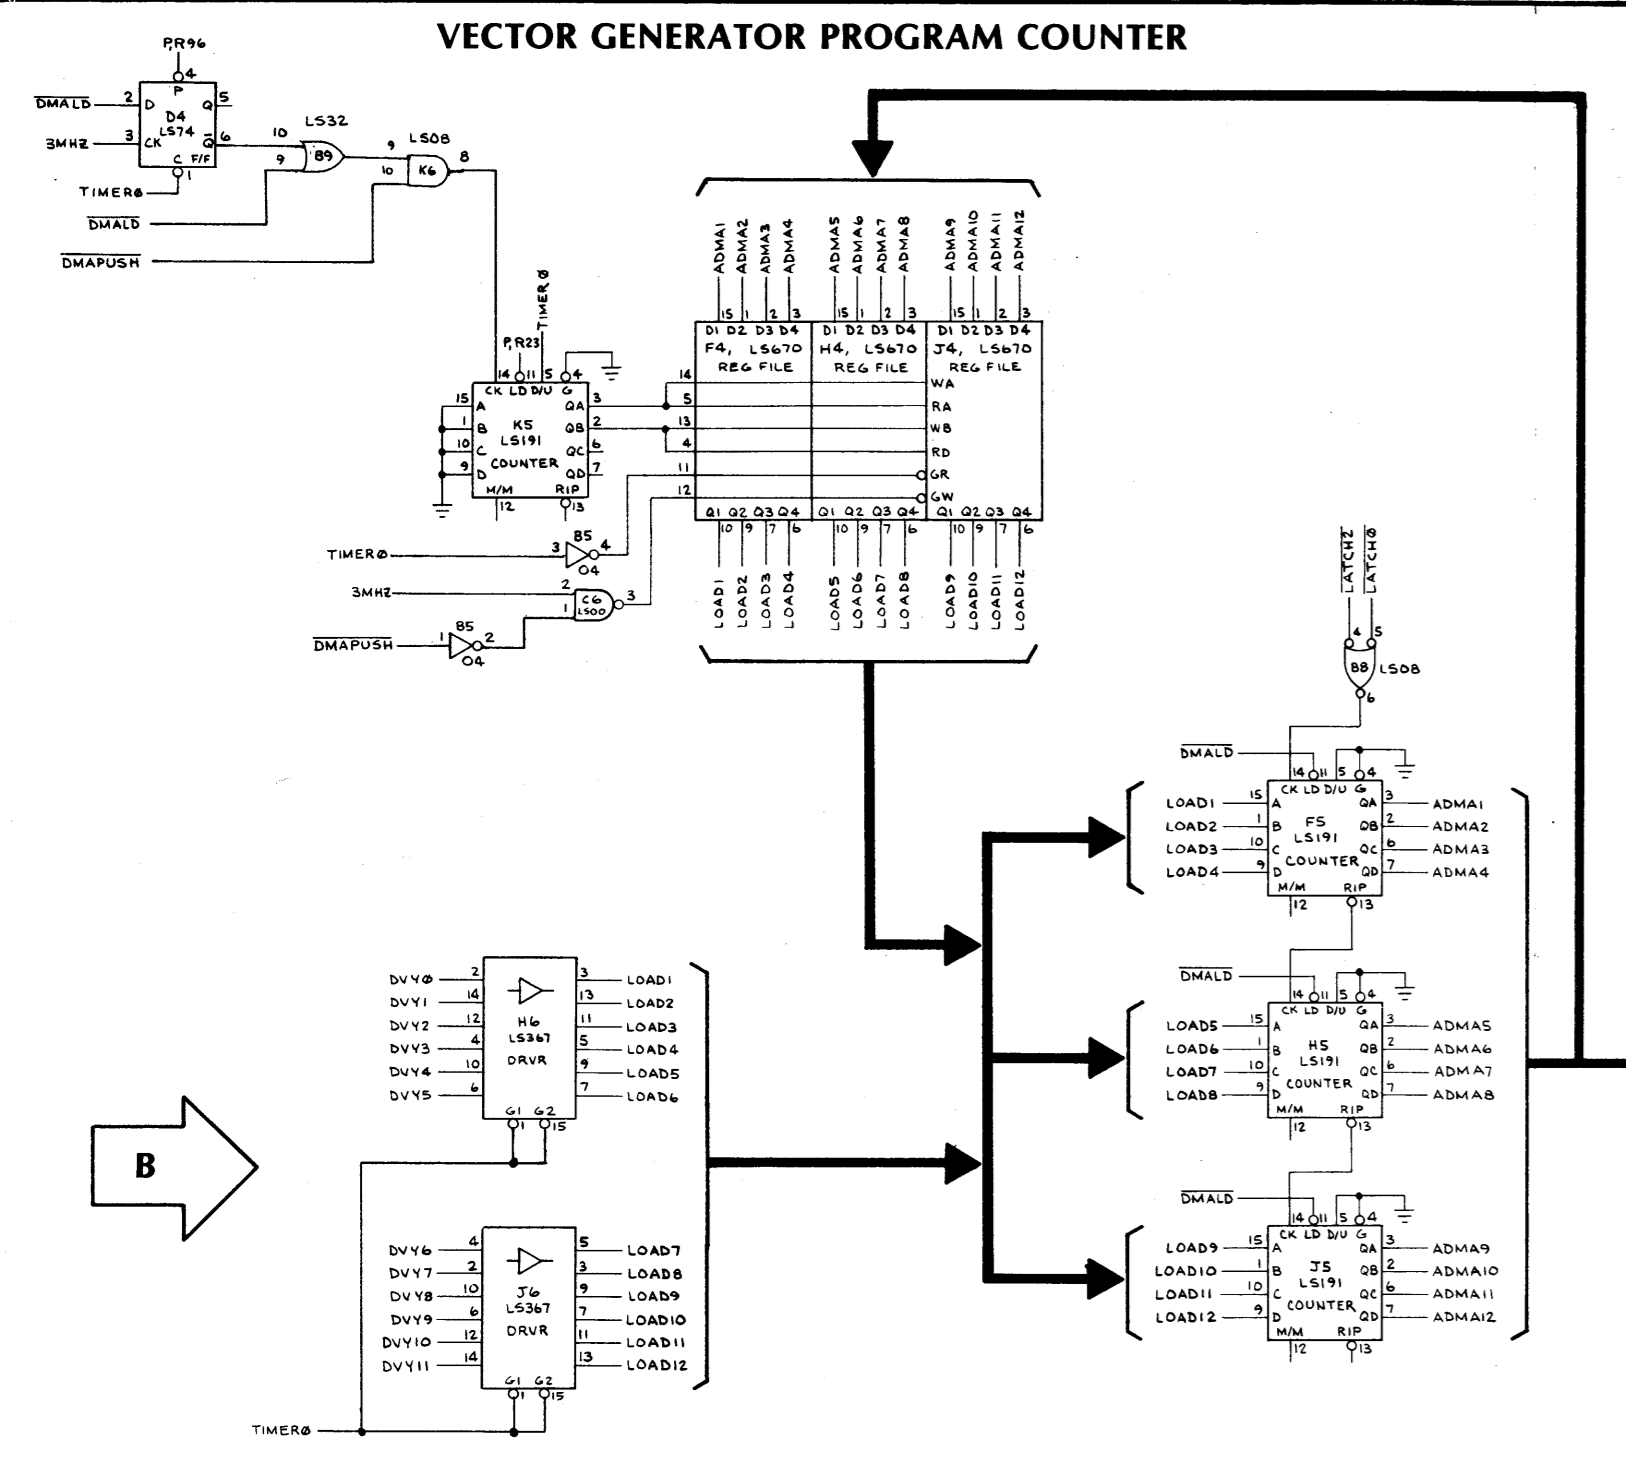 VECTOR GENERATOR PROGRAM COUNTER
P,R96
4
P
DMALD 2 D Q 5
D4
LS74
3MHZ 3 CK Q 6
C F/F
1
TIMER0
DMALD
DMAPUSH
LS32
10
9
B9
LS08
9
10
K6
8
P,R23
TIMER0
14 11 5 4
CK LD D/U G
15 A QA 3
1 B QB 2
10 C QC 6
9 D QD 7
K5
LS191
COUNTER
M/M RIP
12 13
ADMA1 ADMA2 ADMA3 ADMA4 ADMA5 ADMA6 ADMA7 ADMA8 ADMA9 ADMA10 ADMA11 ADMA12
15 1 2 3 15 1 2 3 15 1 2 3
D1 D2 D3 D4 D1 D2 D3 D4 D1 D2 D3 D4
F4, LS670 H4, LS670 J4, LS670
REG FILE REG FILE REG FILE
14 WA
5 RA
13 WB
4 RD
11 GR
12 GW
Q1 Q2 Q3 Q4 Q1 Q2 Q3 Q4 Q1 Q2 Q3 Q4
10 9 7 6 10 9 7 6 10 9 7 6
LOAD1 LOAD2 LOAD3 LOAD4 LOAD5 LOAD6 LOAD7 LOAD8 LOAD9 LOAD10 LOAD11 LOAD12
TIMER0 3 B5 4
04
3MHZ 2
1 C6 LS00 3
DMAPUSH 1 B5 2
04
LATCH2 LATCH0
4 5
B8 LS08
6
DMALD
14 11 5 4
CK LD D/U G
LOAD1 15 A QA 3 ADMA1
LOAD2 1 B QB 2 ADMA2
LOAD3 10 C QC 6 ADMA3
LOAD4 9 D QD 7 ADMA4
F5
LS191
COUNTER
M/M RIP
12 13
DMALD
14 11 5 4
CK LD D/U G
LOAD5 15 A QA 3 ADMA5
LOAD6 1 B QB 2 ADMA6
LOAD7 10 C QC 6 ADMA7
LOAD8 9 D QD 7 ADMA8
H5
LS191
COUNTER
M/M RIP
12 13
DMALD
14 11 5 4
CK LD D/U G
LOAD9 15 A QA 3 ADMA9
LOAD10 1 B QB 2 ADMA10
LOAD11 10 C QC 6 ADMA11
LOAD12 9 D QD 7 ADMA12
J5
LS191
COUNTER
M/M RIP
12 13
DVY0 2 3 LOAD1
DVY1 14 13 LOAD2
DVY2 12 11 LOAD3
DVY3 4 5 LOAD4
DVY4 10 9 LOAD5
DVY5 6 7 LOAD6
H6
LS367
DRVR
G1 G2
1 15
B
DVY6 4 5 LOAD7
DVY7 2 3 LOAD8
DVY8 10 9 LOAD9
DVY9 6 7 LOAD10
DVY10 12 11 LOAD11
DVY11 14 13 LOAD12
J6
LS367
DRVR
G1 G2
1 15
TIMER0